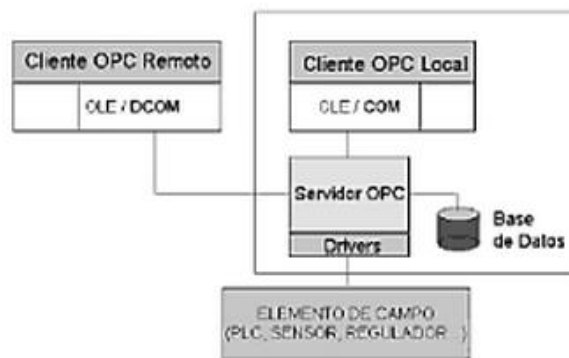 Cliente OPC Remoto
OLE / DCOM
Cliente OPC Local
OLE / COM
Servidor OPC
Drivers
Base
de Datos
ELEMENTO DE CAMPO
(PLC, SENSOR, REGULADOR...)